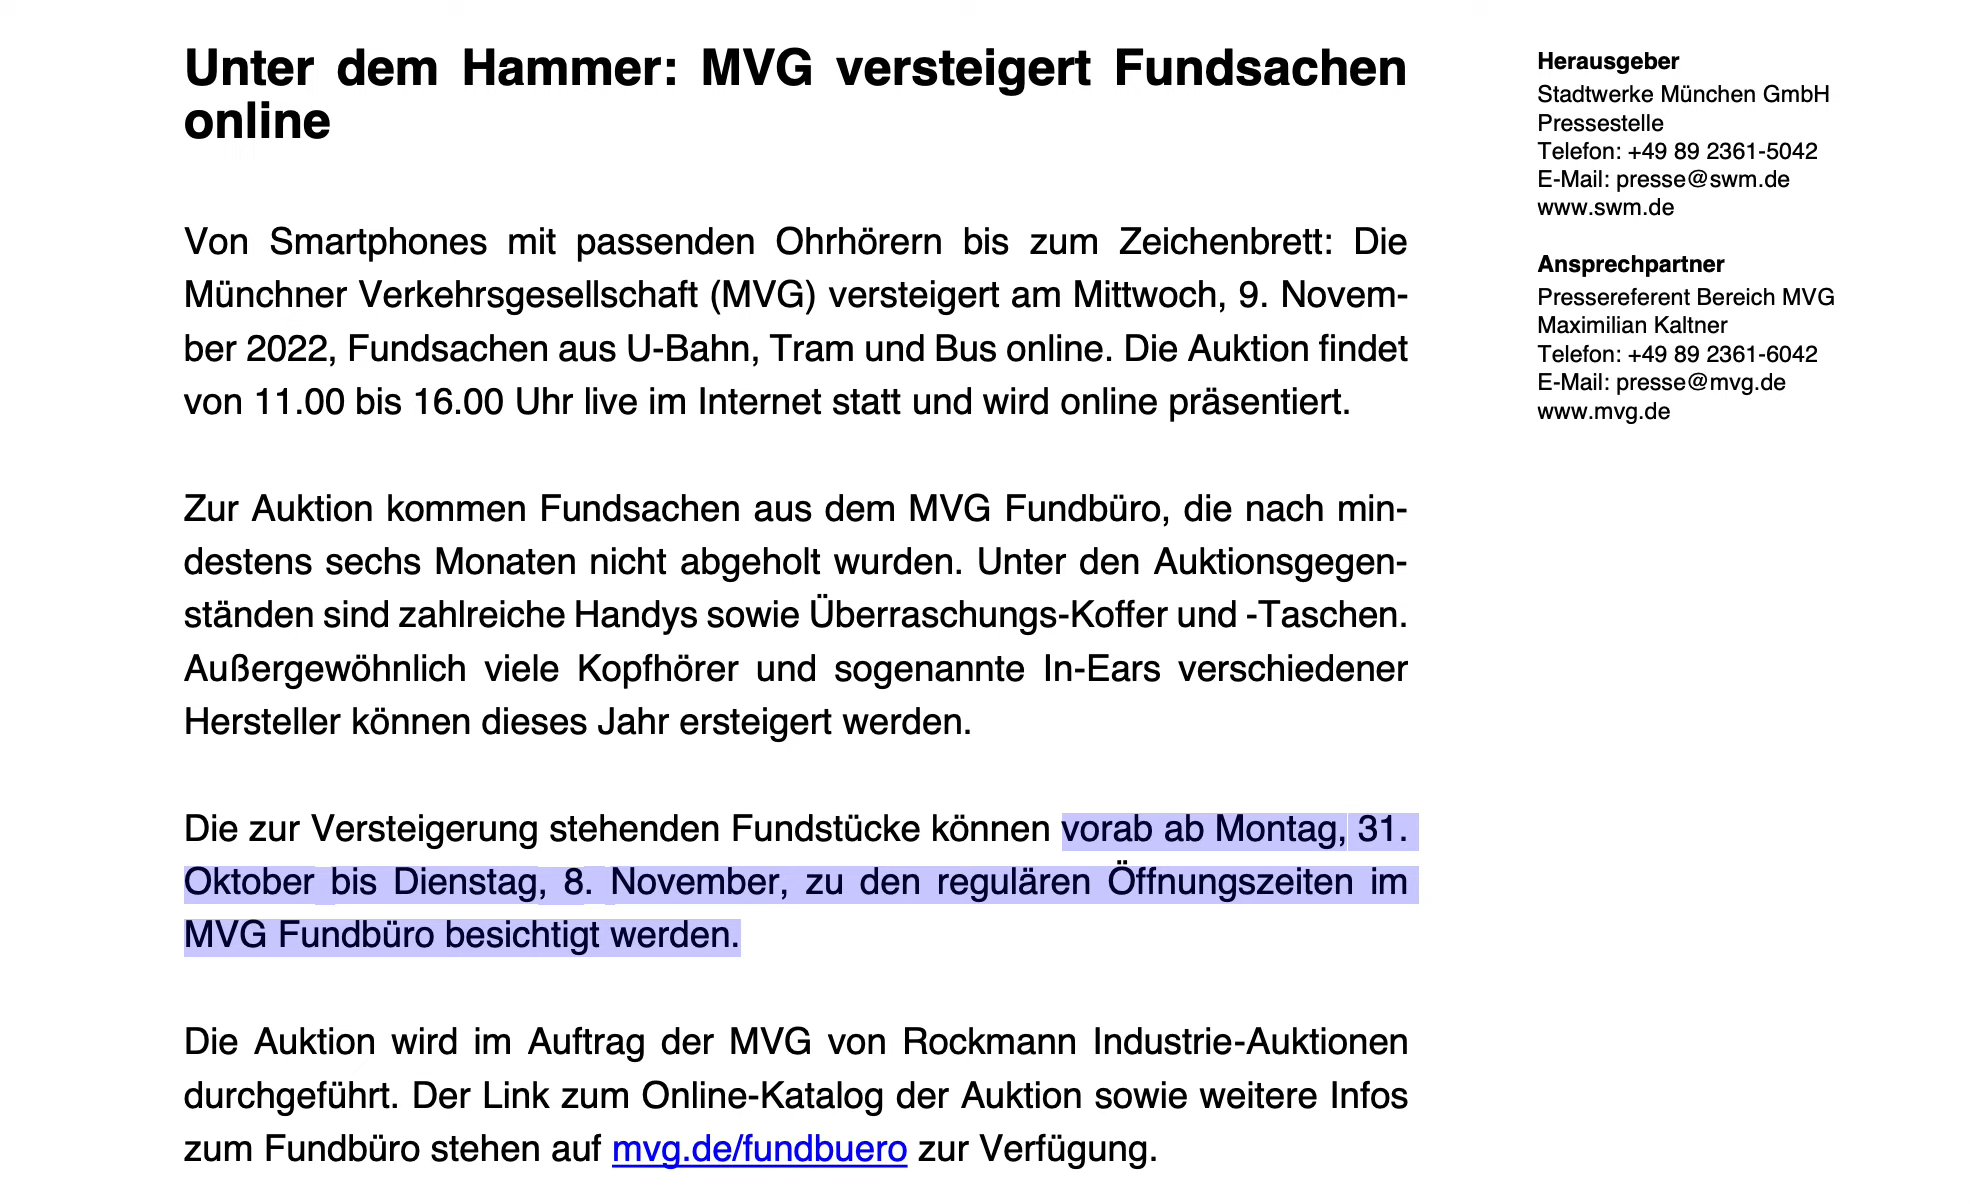 Unter dem Hammer: MVG versteigert Fundsachen
online
Von Smartphones mit passenden Ohrhörern bis zum Zeichenbrett: Die
Münchner Verkehrsgesellschaft (MVG) versteigert am Mittwoch, 9. Novem-
ber 2022, Fundsachen aus U-Bahn, Tram und Bus online. Die Auktion findet
von 11.00 bis 16.00 Uhr live im Internet statt und wird online präsentiert.
Zur Auktion kommen Fundsachen aus dem MVG Fundbüro, die nach min-
destens sechs Monaten nicht abgeholt wurden. Unter den Auktionsgegen-
ständen sind zahlreiche Handys sowie Überraschungs-Koffer und -Taschen.
Außergewöhnlich viele Kopfhörer und sogenannte In-Ears verschiedener
Hersteller können dieses Jahr ersteigert werden.
Die zur Versteigerung stehenden Fundstücke können vorab ab Montag, 31.
Oktober bis Dienstag, 8. November, zu den regulären Öffnungszeiten im
MVG Fundbüro besichtigt werden.
Die Auktion wird im Auftrag der MVG von Rockmann Industrie-Auktionen
durchgeführt. Der Link zum Online-Katalog der Auktion sowie weitere Infos
zum Fundbüro stehen auf mvg.de/fundbuero zur Verfügung.
Herausgeber
Stadtwerke München GmbH
Pressestelle
Telefon: +49 89 2361-5042
E-Mail: presse@swm.de
www.swm.de
Ansprechpartner
Pressereferent Bereich MVG
Maximilian Kaltner
Telefon: +49 89 2361-6042
E-Mail: presse@mvg.de
www.mvg.de